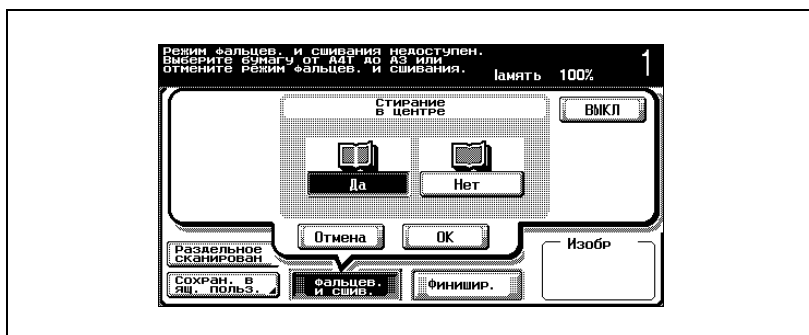 Режим фальцев. и сшивания недоступен.
Выберите бумагу от A4T до A3 или
отмените режим фальцев. и сшивания.
Iамять 100% 1
Стирание
в центре
ВЫКЛ
Да Нет
Отмена OK
Раздельное
сканирован
Изобр
Сохран. в
ящ. польз.
фальцев.
и сшив.
Финишир.